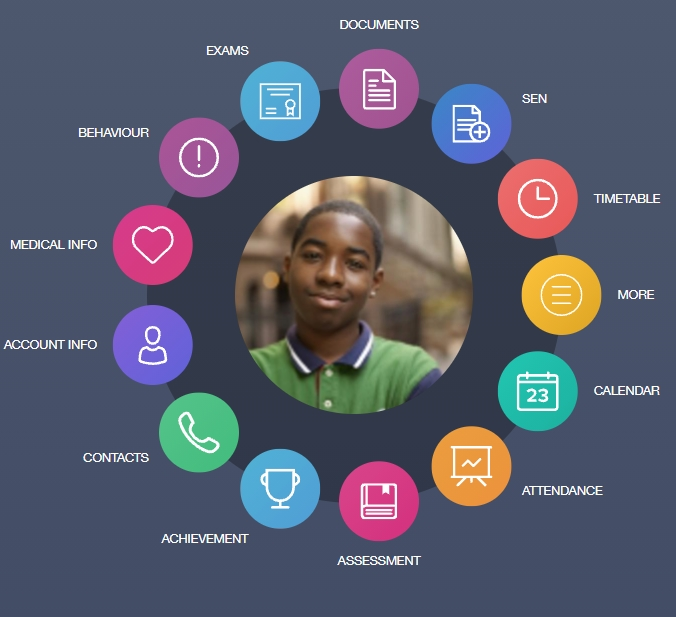 DOCUMENTS
EXAMS
SEN
BEHAVIOUR
TIMETABLE
MEDICAL INFO
MORE
ACCOUNT INFO
23
CALENDAR
CONTACTS
ATTENDANCE
ACHIEVEMENT
ASSESSMENT